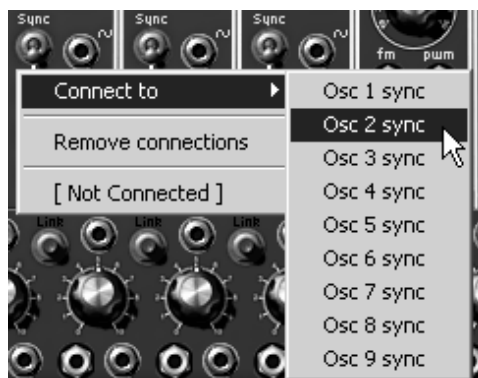 Sync Sync Sync
fm pwm
Connect to
Remove connections
[ Not Connected ]
Osc 1 sync
Osc 2 sync
Osc 3 sync
Osc 4 sync
Osc 5 sync
Osc 6 sync
Osc 7 sync
Osc 8 sync
Osc 9 sync
Link Link Link